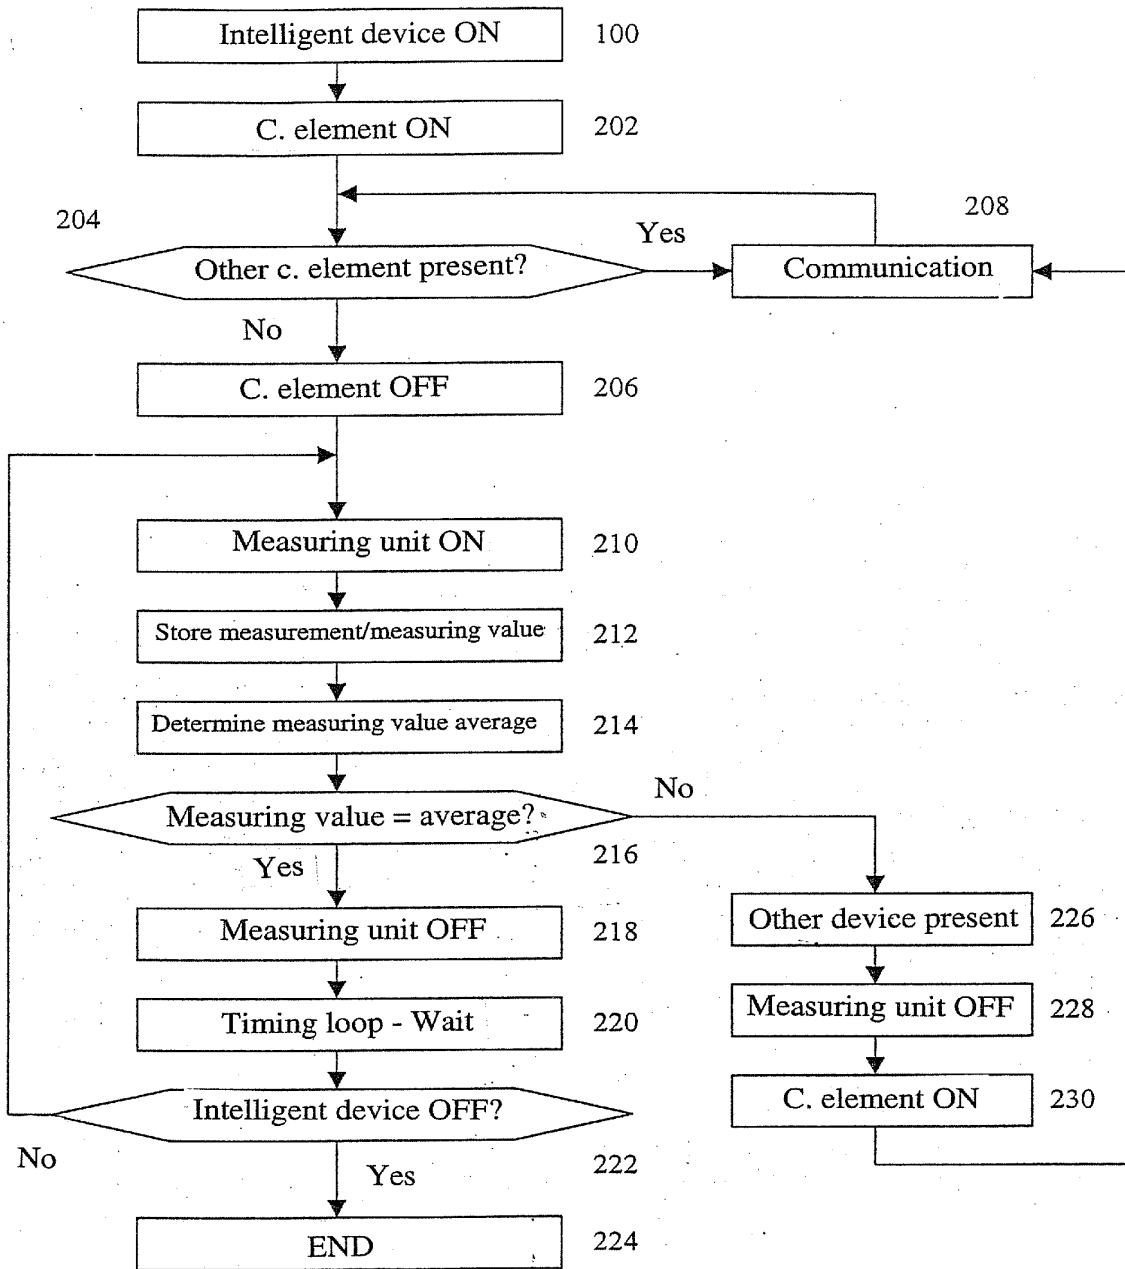 Intelligent device ON 100
C. element ON 202
204
208
Yes
Other c. element present?
Communication
No
C. element OFF 206
Measuring unit ON 210
Store measurement/measuring value 212
Determine measuring value average 214
No
Measuring value = average?
216
Yes
Other device present 226
Measuring unit OFF 218
Measuring unit OFF 228
Timing loop - Wait 220
C. element ON 230
Intelligent device OFF?
No
222
Yes
END 224